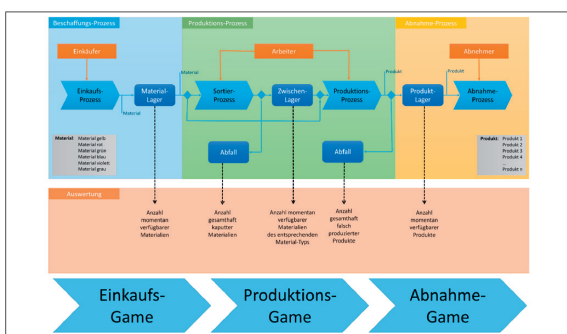 Beschaffungs-Prozess
Produktions-Prozess
Abnahme-Prozess
Einkäufer
Arbeiter
Abnehmer
Material
Produkt
Produkt
Einkaufs-
Prozess
Material-
Lager
Sortier-
Prozess
Zwischen-
Lager
Produktions-
Prozess
Produkt-
Lager
Abnahme-
Prozess
Material
Material:
Material gelb
Material rot
Material grün
Material blau
Material violett
Material grau
Abfall
Abfall
Produkt:
Produkt 1
Produkt 2
Produkt 3
Produkt 4
...
Produkt n
Auswertung
Anzahl
momentan
verfügbarer
Materialien
Anzahl
gesamthaft
kaputter
Materialien
Anzahl momentan
verfügbarer
Materialien
des entsprechenden
Material-Typs
Anzahl
gesamthaft
falsch
produzierter
Produkte
Anzahl
momentan
verfügbarer
Produkte
Einkaufs-
Game
Produktions-
Game
Abnahme-
Game